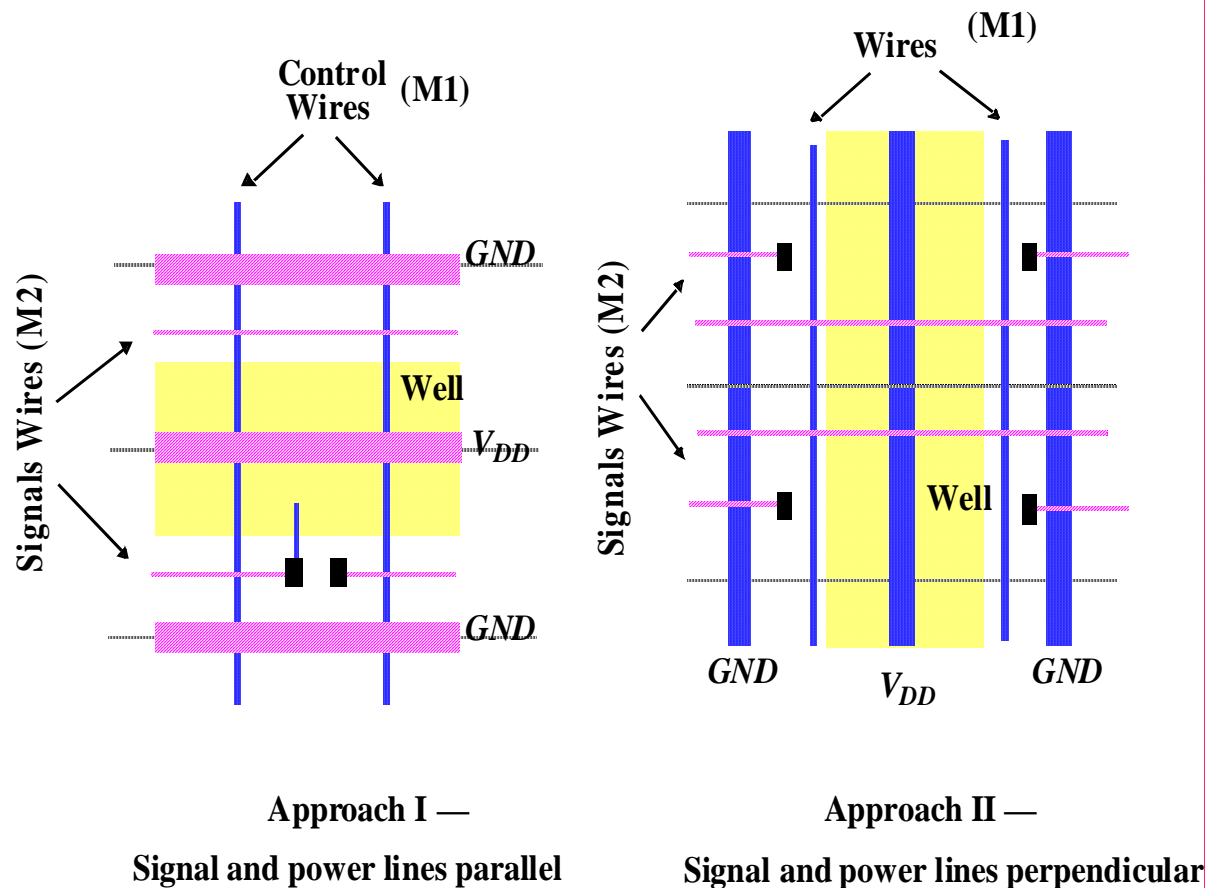 Control
Wires
(M1)
GND
Signals Wires (M2)
Well
VDD
GND
Approach I —
Signal and power lines parallel
Wires
(M1)
Signals Wires (M2)
Well
GND
VDD
GND
Approach II —
Signal and power lines perpendicular